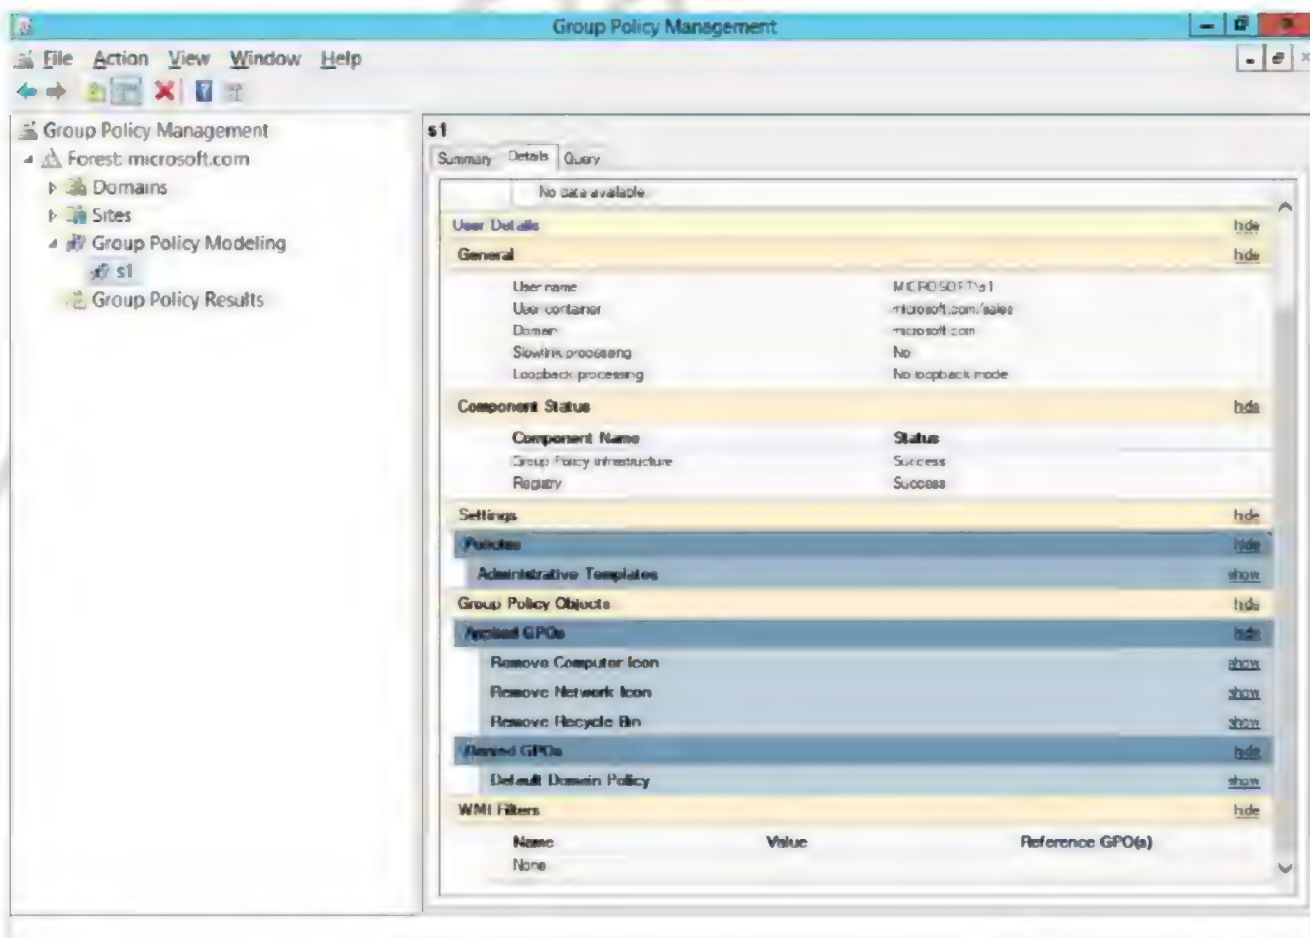 Group Policy Management
File Action View Window Help
Group Policy Management
Forest: microsoft.com
Domains
Sites
Group Policy Modeling
s1
Group Policy Results
s1
Summary Details Query
No data available
User Details hide
General hide
User name MICROSOFT\s1
User container microsoft.com/sales
Domain microsoft.com
Slow link processing No
Loopback processing No loopback mode
Component Status hide
Component Name Status
Group Policy Infrastructure Success
Registry Success
Settings hide
Policies hide
Administrative Templates show
Group Policy Objects hide
Applied GPOs hide
Remove Computer Icon show
Remove Network Icon show
Remove Recycle Bin show
Denied GPOs hide
Default Domain Policy show
WMI Filters hide
Name Value Reference GPO(s)
None